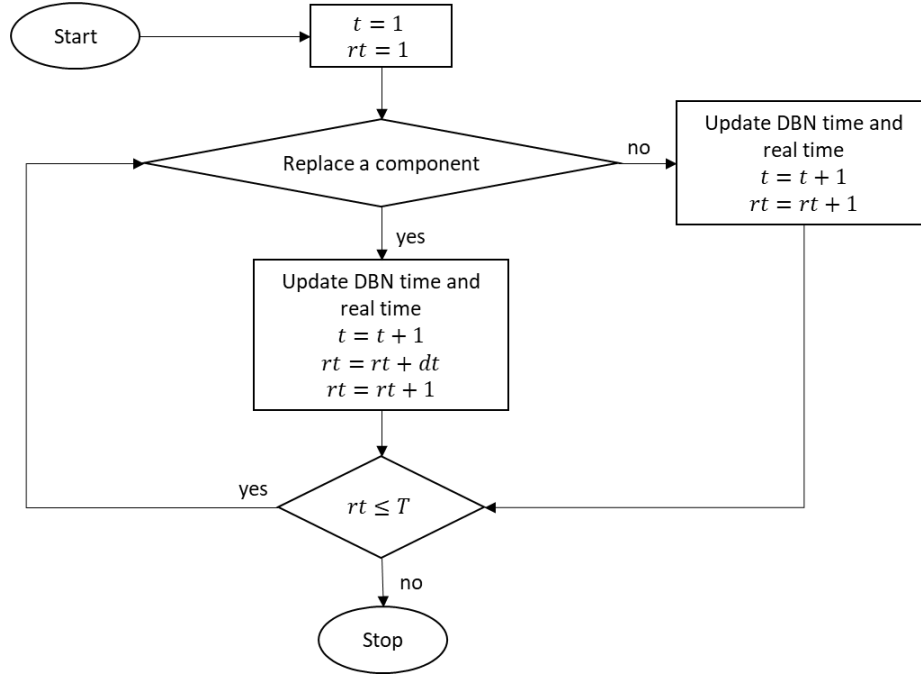 Start
t = 1
rt = 1
Replace a component
no
Update DBN time and
real time
t = t + 1
rt = rt + 1
yes
Update DBN time and
real time
t = t + 1
rt = rt + dt
rt = rt + 1
yes
rt ≤ T
no
Stop